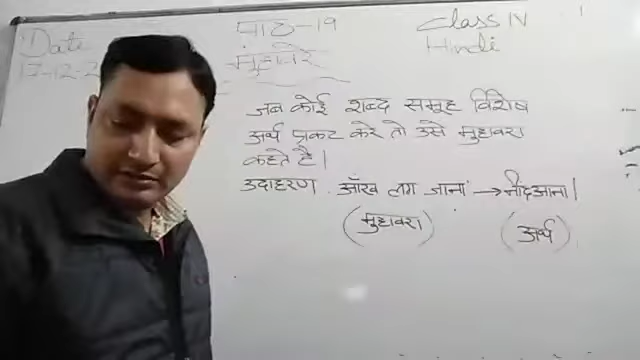 Date पाठ-19 Class IV
मुहावरे Hindi
जब कोई शब्द समूह विशेष
अर्थ प्रकट करे तो उसे मुहावरा
कहते है।
उदाहरण. आँख लग जाना → नींद आना।
(मुहावरा) (अर्थ)